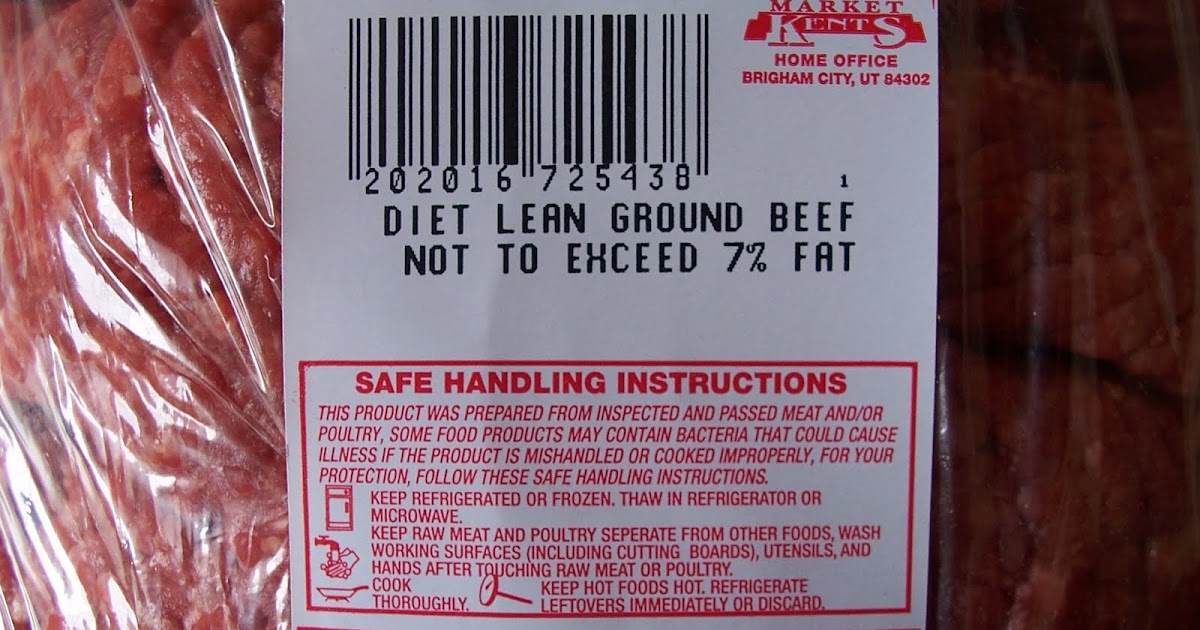 MARKET
KENT'S
HOME OFFICE
BRIGHAM CITY, UT 84302
202016 725438
1
DIET LEAN GROUND BEEF
NOT TO EXCEED 7% FAT
SAFE HANDLING INSTRUCTIONS
THIS PRODUCT WAS PREPARED FROM INSPECTED AND PASSED MEAT AND/OR
POULTRY, SOME FOOD PRODUCTS MAY CONTAIN BACTERIA THAT COULD CAUSE
ILLNESS IF THE PRODUCT IS MISHANDLED OR COOKED IMPROPERLY, FOR YOUR
PROTECTION, FOLLOW THESE SAFE HANDLING INSTRUCTIONS.
KEEP REFRIGERATED OR FROZEN. THAW IN REFRIGERATOR OR
MICROWAVE.
KEEP RAW MEAT AND POULTRY SEPERATE FROM OTHER FOODS, WASH
WORKING SURFACES (INCLUDING CUTTING BOARDS), UTENSILS, AND
HANDS AFTER TOUCHING RAW MEAT OR POULTRY.
COOK
THOROUGHLY.
KEEP HOT FOODS HOT. REFRIGERATE
LEFTOVERS IMMEDIATELY OR DISCARD.